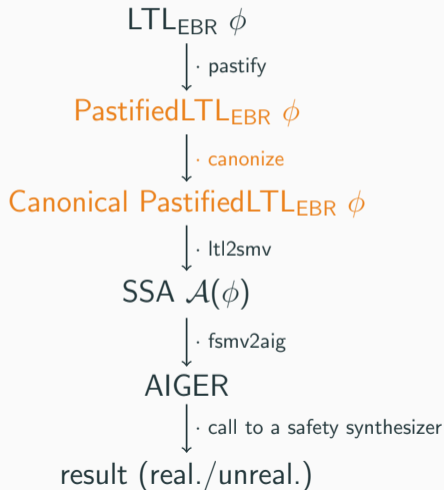 LTL_EBR ϕ
· pastify
PastifiedLTL_EBR ϕ
· canonize
Canonical PastifiedLTL_EBR ϕ
· ltl2smv
SSA 𝒜(ϕ)
· fsmv2aig
AIGER
· call to a safety synthesizer
result (real./unreal.)